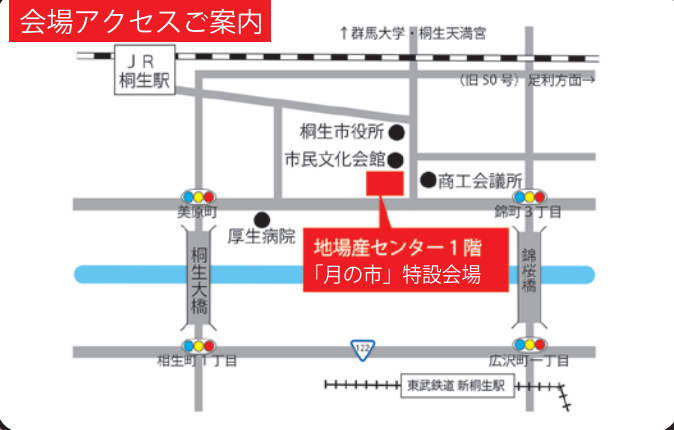 会場アクセスご案内
↑群馬大学・桐生天満宮
ＪＲ
桐生駅
（旧50号）足利方面→
桐生市役所
市民文化会館
商工会議所
美原町
錦町３丁目
厚生病院
地場産センター１階
「月の市」特設会場
桐生大橋
錦桜橋
122
相生町１丁目
広沢町一丁目
東武鉄道 新桐生駅